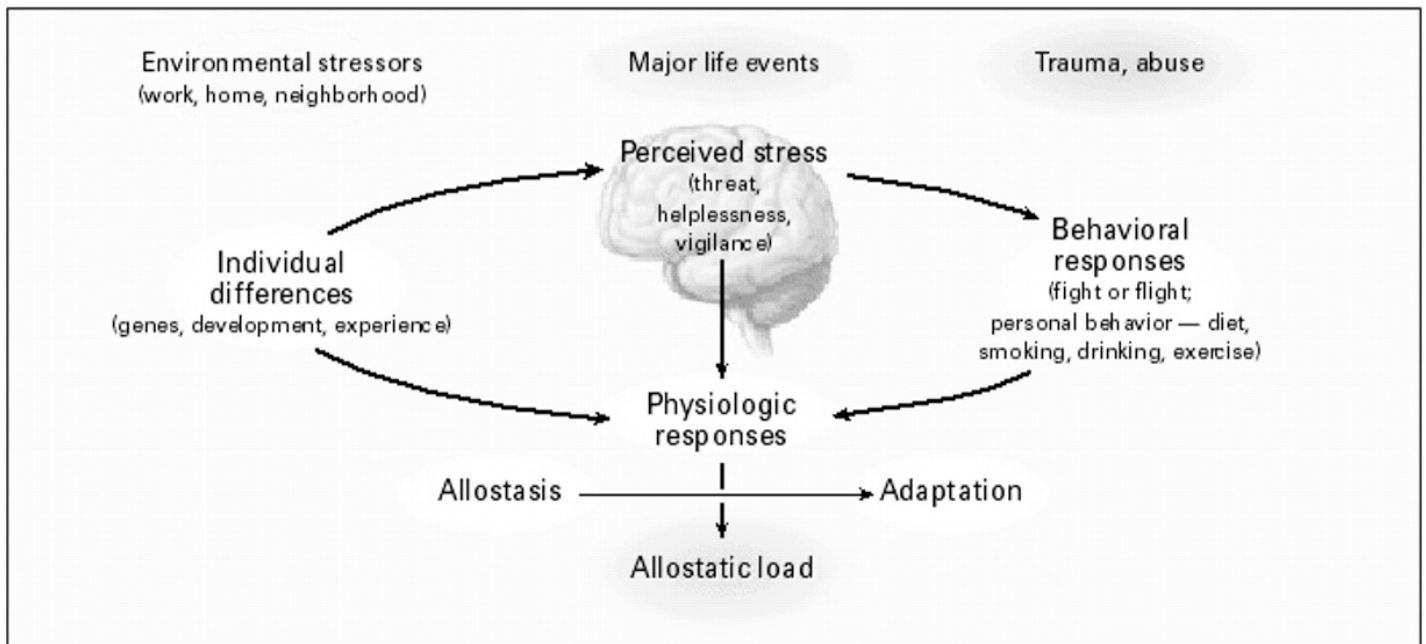 Environmental stressors
(work, home, neighborhood)
Major life events
Trauma, abuse
Perceived stress
(threat,
helplessness,
vigilance)
Individual
differences
(genes, development, experience)
Behavioral
responses
(fight or flight;
personal behavior — diet,
smoking, drinking, exercise)
Physiologic
responses
Allostasis
Adaptation
Allostatic load